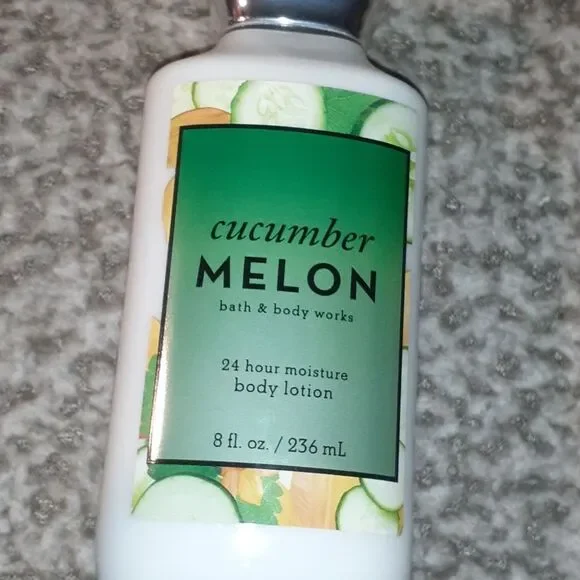 cucumber
MELON
bath & body works
24 hour moisture
body lotion
8 fl. oz. / 236 mL